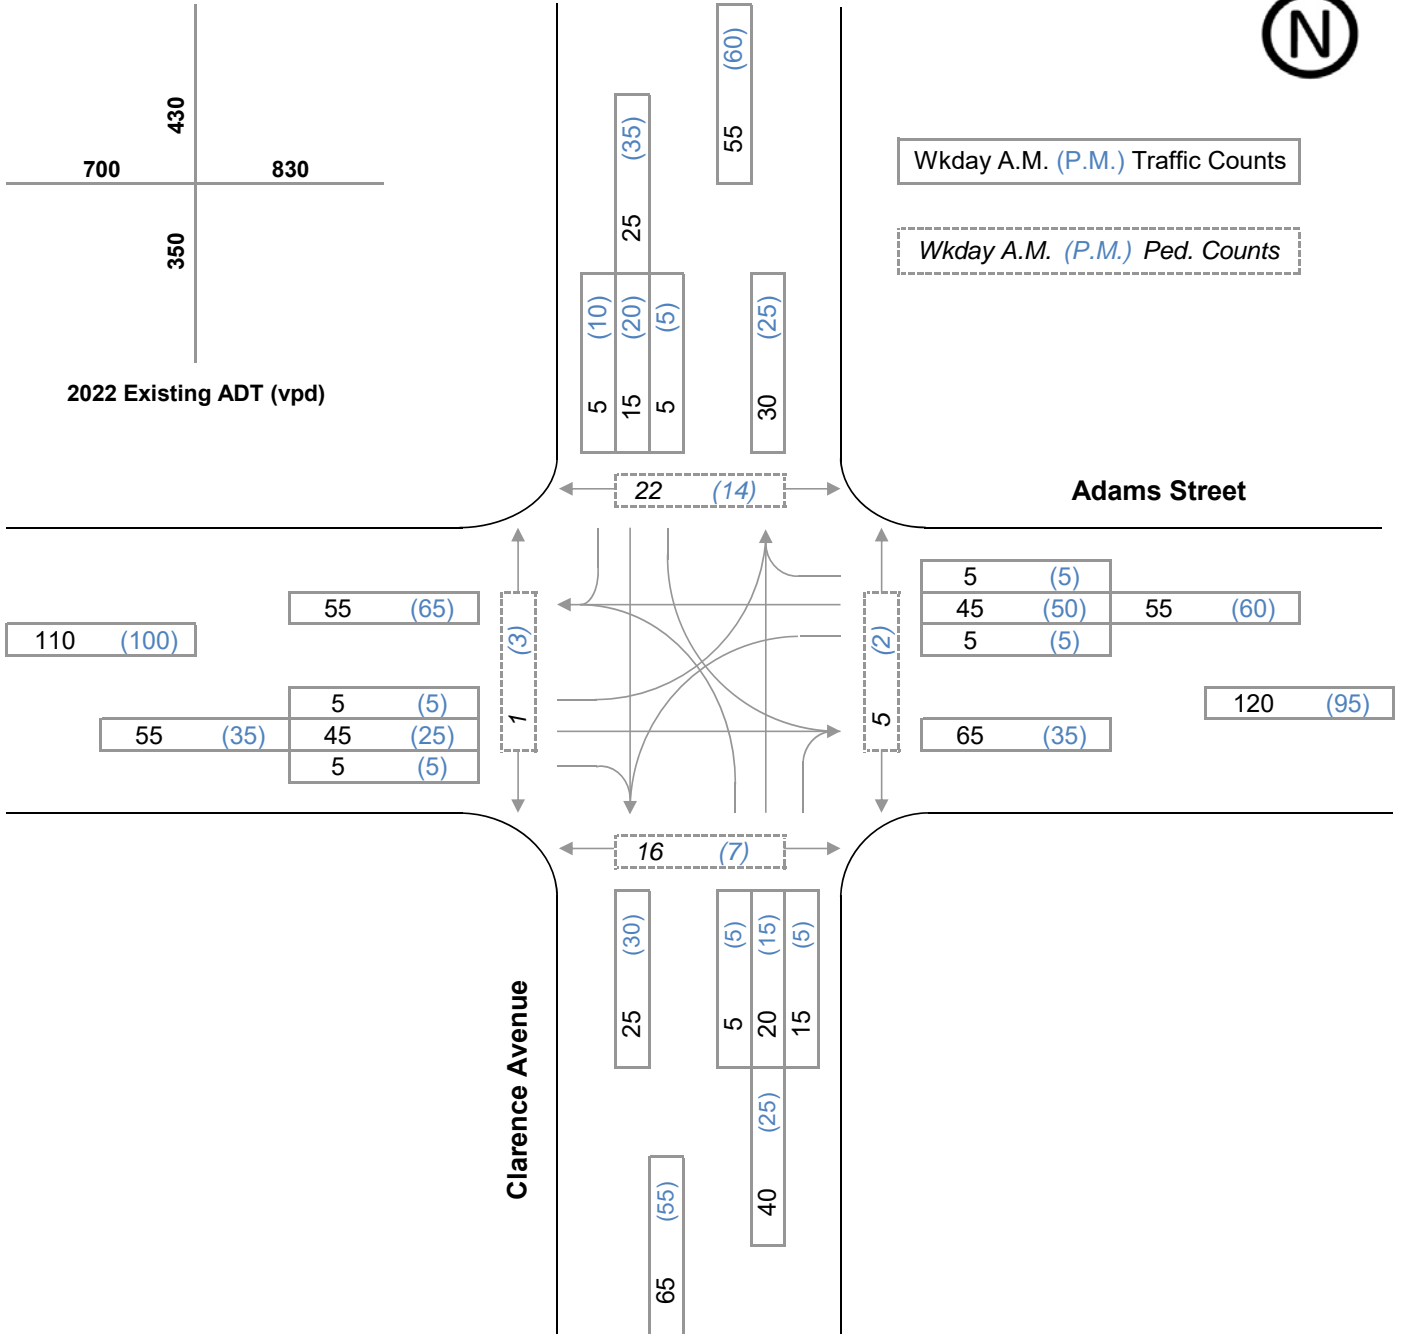 N
(60)
55
430
(35)
25
Wkday A.M. (P.M.) Traffic Counts
700 830
350
Wkday A.M. (P.M.) Ped. Counts
(10) (20) (5)
5 15 5
(25)
30
2022 Existing ADT (vpd)
22 (14)
Adams Street
5 (5)
45 (50) 55 (60)
5 (5)
55 (65)
110 (100)
(3)
1
(2)
5
5 (5)
55 (35) 45 (25)
5 (5)
120 (95)
65 (35)
16 (7)
(30)
25
(5) (15) (5)
5 20 15
Clarence Avenue
(25)
40
(55)
65